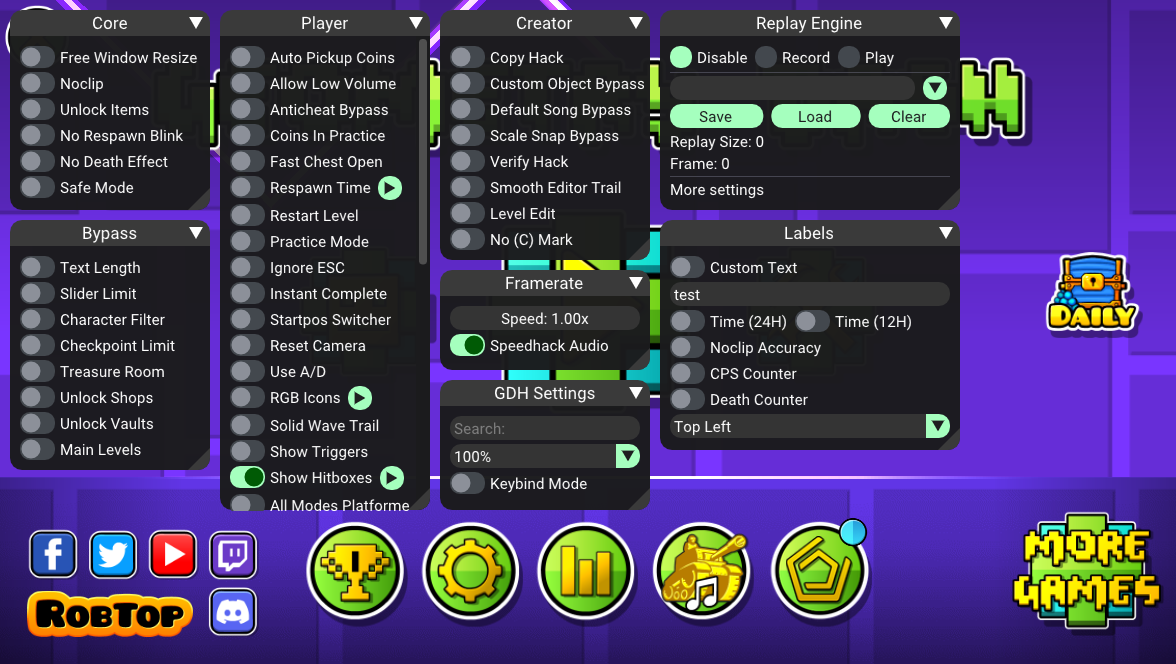 Core
Free Window Resize
Noclip
Unlock Items
No Respawn Blink
No Death Effect
Safe Mode
Bypass
Text Length
Slider Limit
Character Filter
Checkpoint Limit
Treasure Room
Unlock Shops
Unlock Vaults
Main Levels
Player
Auto Pickup Coins
Allow Low Volume
Anticheat Bypass
Coins In Practice
Fast Chest Open
Respawn Time
Restart Level
Practice Mode
Ignore ESC
Instant Complete
Startpos Switcher
Reset Camera
Use A/D
RGB Icons
Solid Wave Trail
Show Triggers
Show Hitboxes
All Modes Platforme
Creator
Copy Hack
Custom Object Bypass
Default Song Bypass
Scale Snap Bypass
Verify Hack
Smooth Editor Trail
Level Edit
No (C) Mark
Framerate
Speed: 1.00x
Speedhack Audio
GDH Settings
Search:
100%
Keybind Mode
Replay Engine
Disable Record Play
Save Load Clear
Replay Size: 0
Frame: 0
More settings
Labels
Custom Text
test
Time (24H) Time (12H)
Noclip Accuracy
CPS Counter
Death Counter
Top Left
DAILY
ROBTOP
MORE
GAMES